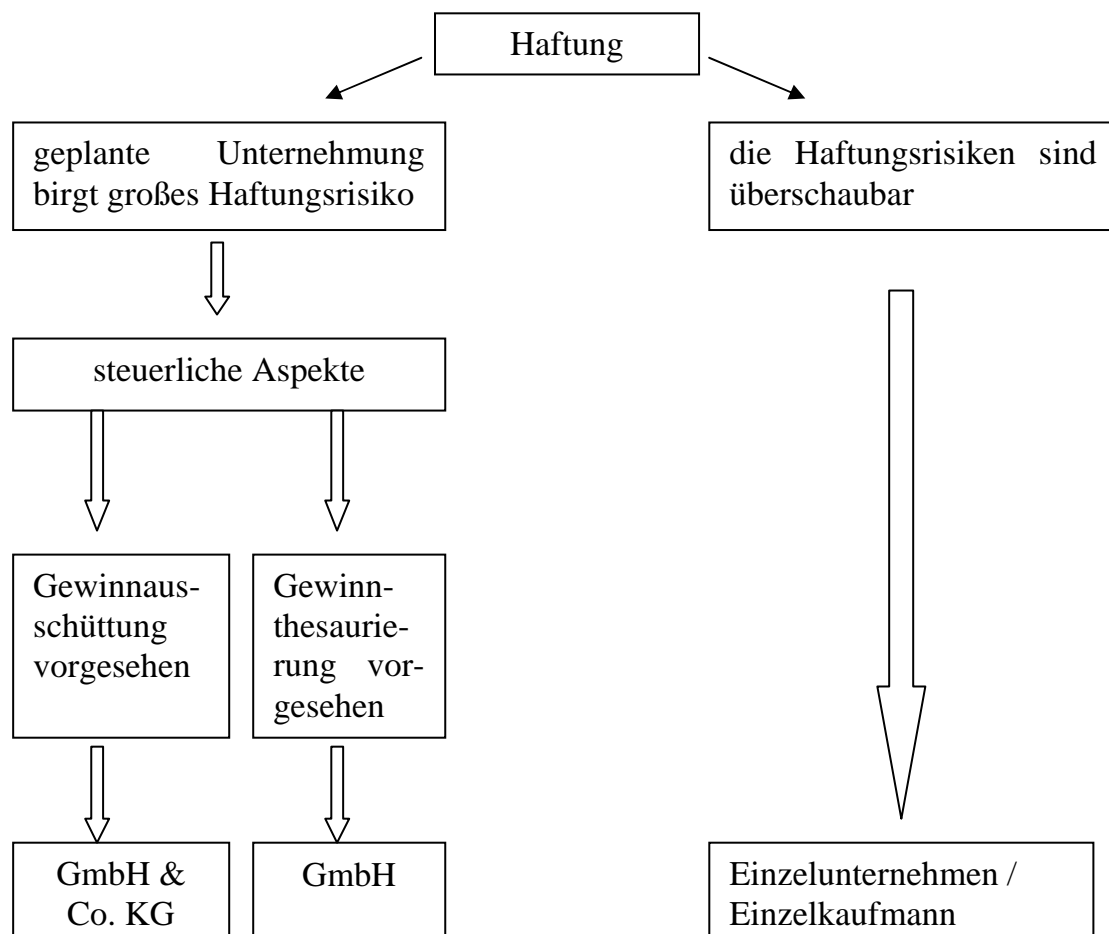 Haftung
geplante Unternehmung
birgt großes Haftungsrisiko
die Haftungsrisiken sind
überschaubar
steuerliche Aspekte
Gewinnaus-
schüttung
vorgesehen
Gewinn-
thesaurie-
rung vor-
gesehen
GmbH &
Co. KG
GmbH
Einzelunternehmen /
Einzelkaufmann